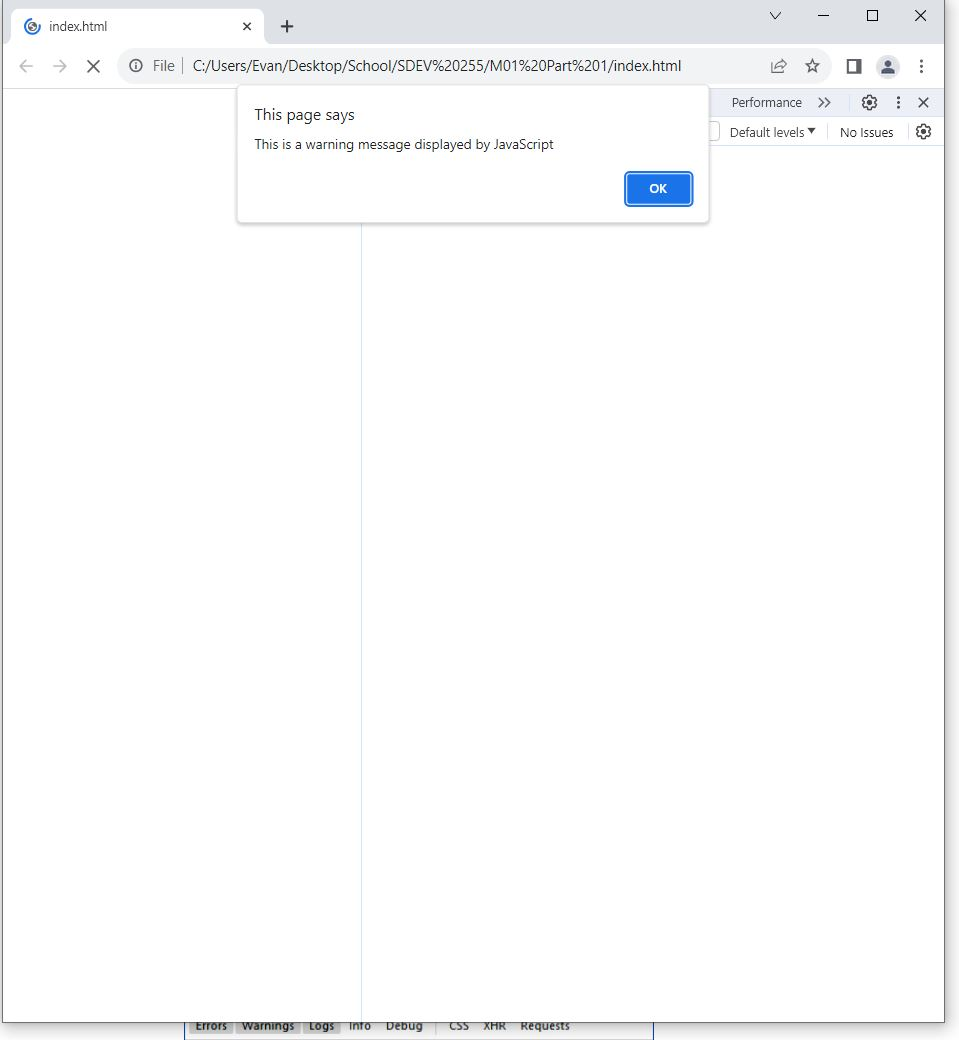 index.html
File
C:/Users/Evan/Desktop/School/SDEV%20255/M01%20Part%201/index.html
This page says
This is a warning message displayed by JavaScript
OK
Performance
Default levels
No Issues
Errors Warnings Logs Info Debug CSS XHR Requests